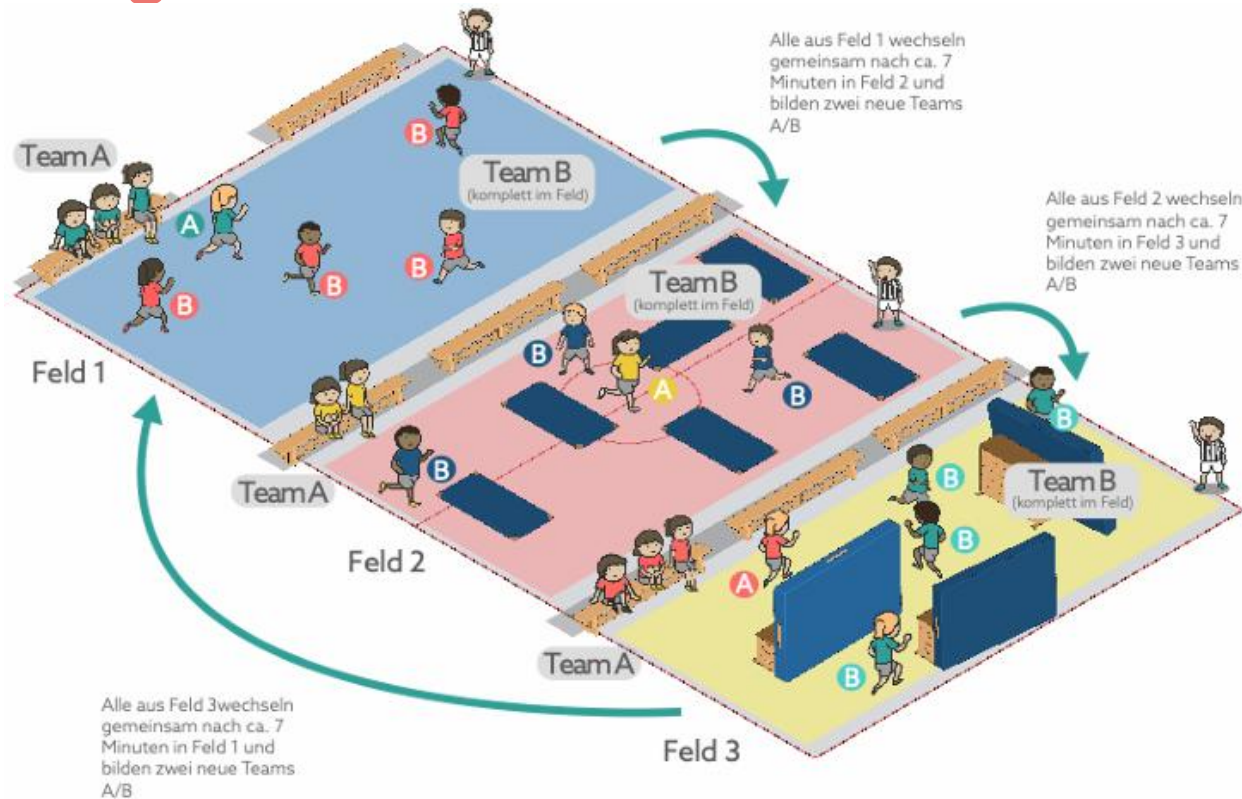 Alle aus Feld 1 wechseln
gemeinsam nach ca. 7
Minuten in Feld 2 und
bilden zwei neue Teams
A/B
Team A
B
Team B
(komplett im Feld)
A
B
B
B
Feld 1
Alle aus Feld 2 wechseln
gemeinsam nach ca. 7
Minuten in Feld 3 und
bilden zwei neue Teams
A/B
Team B
(komplett im Feld)
B
A
B
B
Team A
Feld 2
B
Team B
(komplett im Feld)
B
B
A
B
Team A
Feld 3
Alle aus Feld 3wechseln
gemeinsam nach ca. 7
Minuten in Feld 1 und
bilden zwei neue Teams
A/B